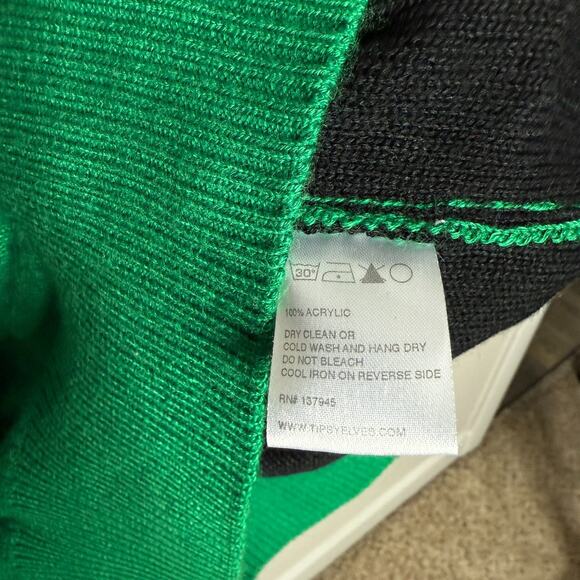 30°
100% ACRYLIC
DRY CLEAN OR
COLD WASH AND HANG DRY
DO NOT BLEACH
COOL IRON ON REVERSE SIDE
RN# 137945
WWW.TIPSYELVES.COM